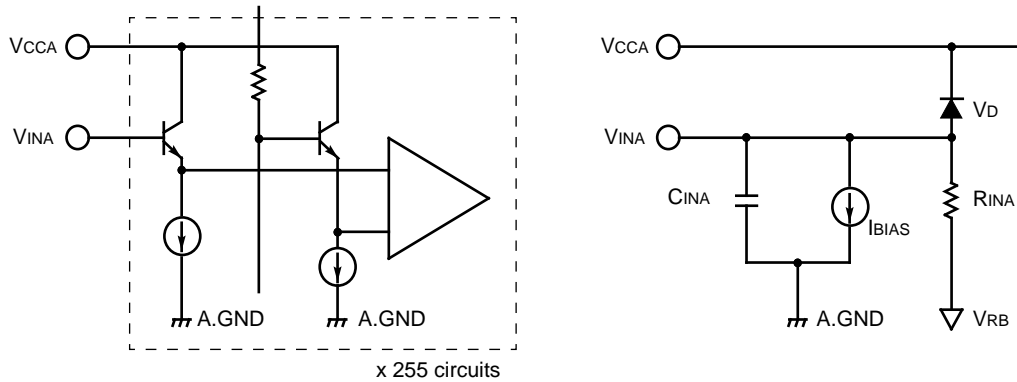 VCCA
VINA
A.GND
A.GND
x 255 circuits
VCCA
VD
VINA
CINA
IBIAS
RINA
A.GND
VRB